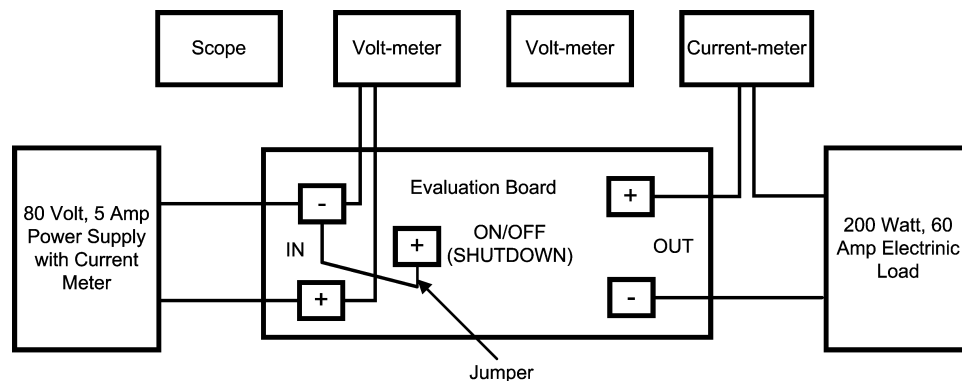 Scope
Volt-meter
Volt-meter
Current-meter
80 Volt, 5 Amp
Power Supply
with Current
Meter
-
IN
+
Evaluation Board
+
ON/OFF
(SHUTDOWN)
+
OUT
-
200 Watt, 60
Amp Electrinic
Load
Jumper